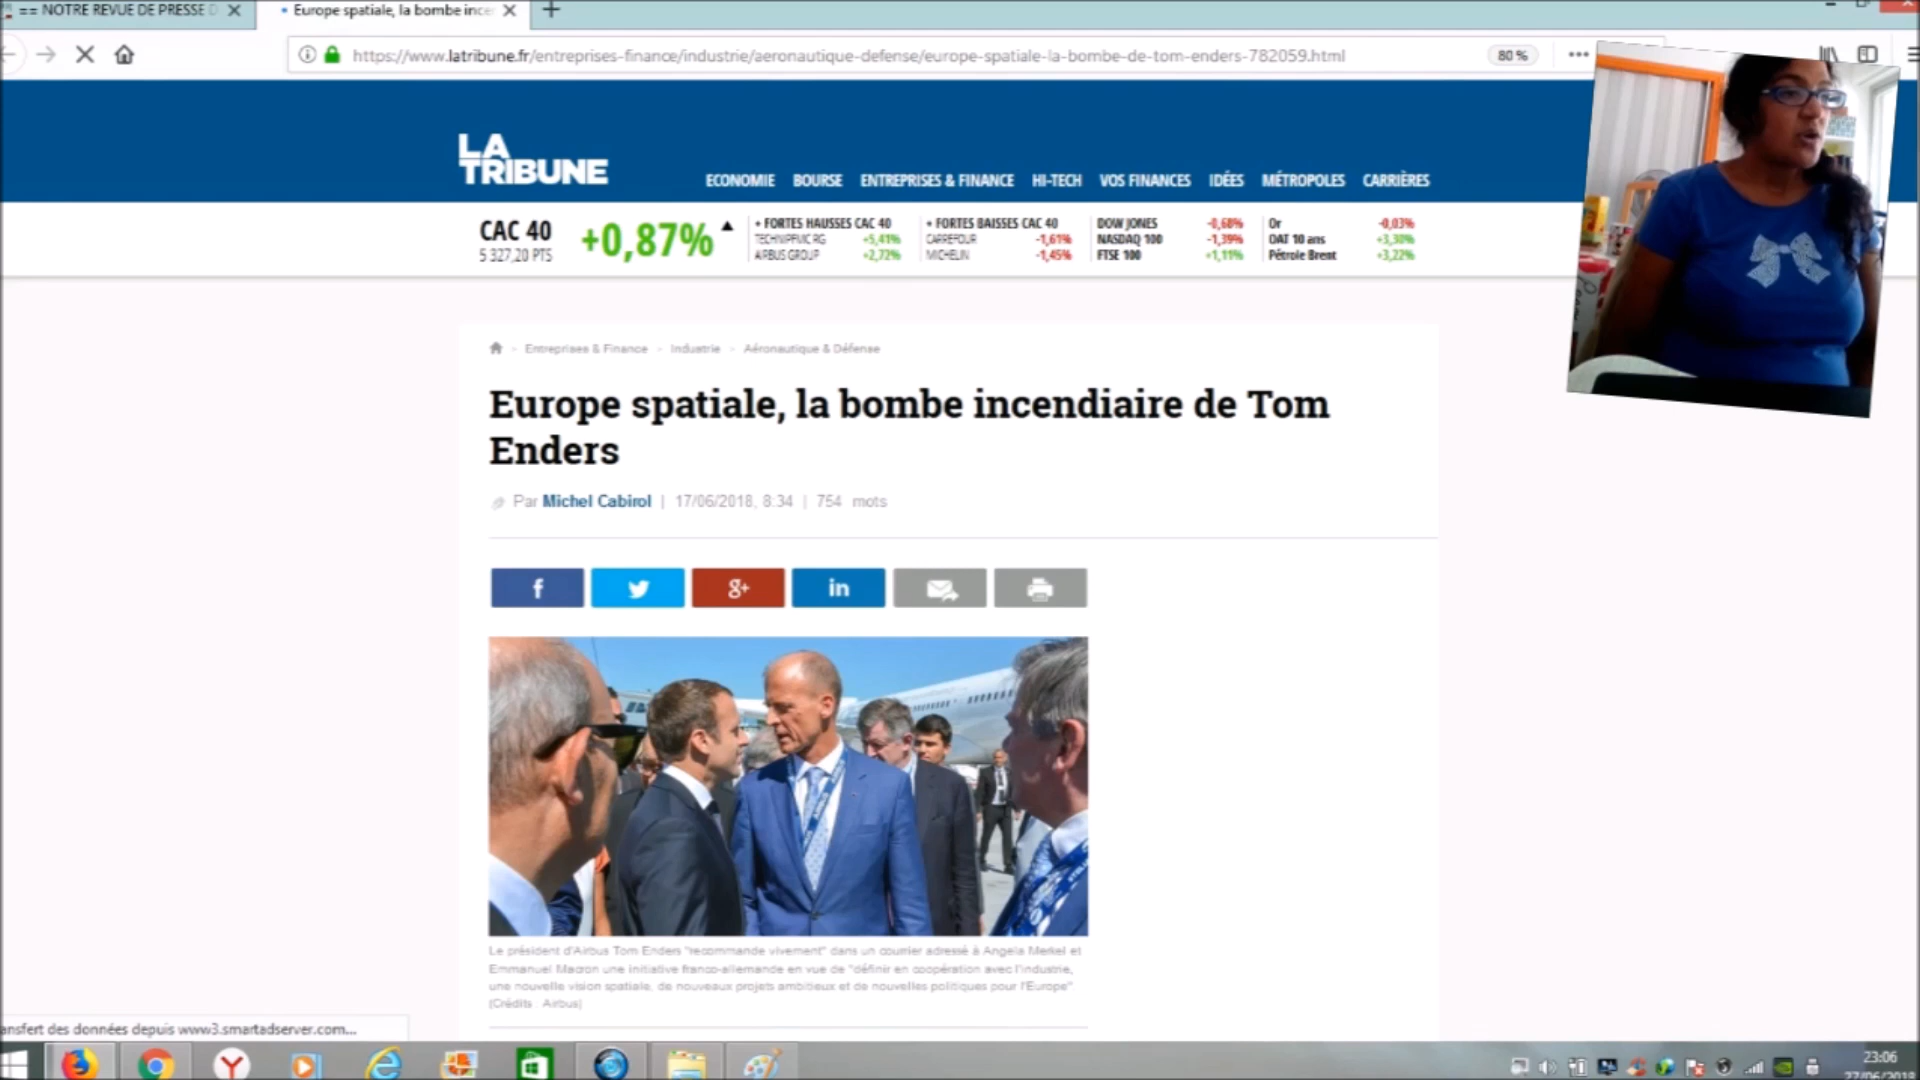 == NOTRE REVUE DE PRESSE D
Europe spatiale, la bombe ince
https://www.latribune.fr/entreprises-finance/industrie/aeronautique-defense/europe-spatiale-la-bombe-de-tom-enders-782059.html
80 %
LA TRIBUNE
ECONOMIE BOURSE ENTREPRISES & FINANCE HI-TECH VOS FINANCES IDÉES MÉTROPOLES CARRIÈRES
CAC 40
5 327,20 PTS
+0,87%
+ FORTES HAUSSES CAC 40
TECHNIPFMC RG +5,41%
AIRBUS GROUP +2,72%
+ FORTES BAISSES CAC 40
CARREFOUR -1,61%
MICHELIN -1,45%
DOW JONES -0,68%
NASDAQ 100 -1,39%
FTSE 100 +1,11%
Or -0,03%
OAT 10 ans +3,30%
Pétrole Brent +3,22%
Entreprises & Finance > Industrie > Aéronautique & Défense
Europe spatiale, la bombe incendiaire de Tom
Enders
Par Michel Cabirol | 17/06/2018, 8:34 | 754 mots
f
8+
in
Le président d'Airbus Tom Enders "recommande vivement" dans un courrier adressé à Angela Merkel et
Emmanuel Macron une initiative franco-allemande en vue de "définir en coopération avec l'industrie,
une nouvelle vision spatiale, de nouveaux projets ambitieux et de nouvelles politiques pour l'Europe".
(Crédits : Airbus)
ansfert des données depuis www3.smartadserver.com...
23:06
27/06/2018